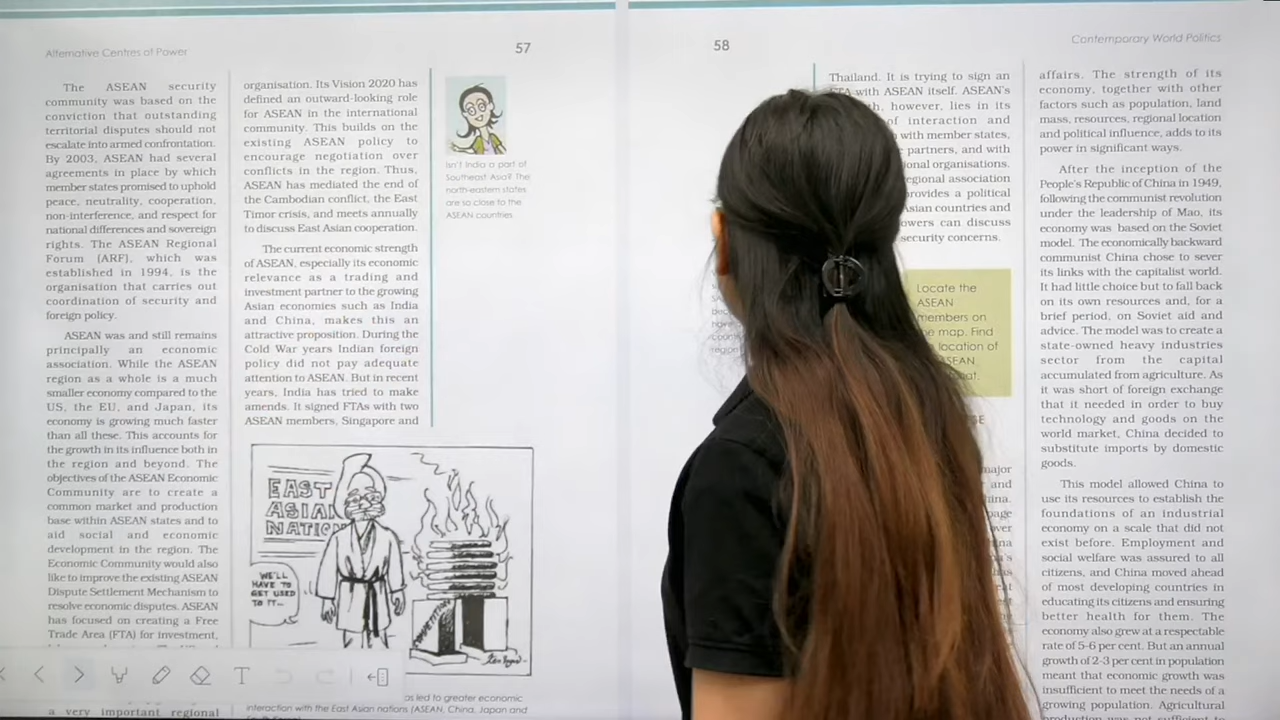 Alternative Centres of Power
57
The ASEAN security
community was based on the
conviction that outstanding
territorial disputes should not
escalate into armed confrontation.
By 2003, ASEAN had several
agreements in place by which
member states promised to uphold
peace, neutrality, cooperation,
non-interference, and respect for
national differences and sovereign
rights. The ASEAN Regional
Forum (ARF), which was
established in 1994, is the
organisation that carries out
coordination of security and
foreign policy.
ASEAN was and still remains
principally an economic
association. While the ASEAN
region as a whole is a much
smaller economy compared to the
US, the EU, and Japan, its
economy is growing much faster
than all these. This accounts for
the growth in its influence both in
the region and beyond. The
objectives of the ASEAN Economic
Community are to create a
common market and production
base within ASEAN states and to
aid social and economic
development in the region. The
Economic Community would also
like to improve the existing ASEAN
Dispute Settlement Mechanism to
resolve economic disputes. ASEAN
has focused on creating a Free
Trade Area (FTA) for investment,
a very important regional
organisation. Its Vision 2020 has
defined an outward-looking role
for ASEAN in the international
community. This builds on the
existing ASEAN policy to
encourage negotiation over
conflicts in the region. Thus,
ASEAN has mediated the end of
the Cambodian conflict, the East
Timor crisis, and meets annually
to discuss East Asian cooperation.
The current economic strength
of ASEAN, especially its economic
relevance as a trading and
investment partner to the growing
Asian economies such as India
and China, makes this an
attractive proposition. During the
Cold War years Indian foreign
policy did not pay adequate
attention to ASEAN. But in recent
years, India has tried to make
amends. It signed FTAs with two
ASEAN members, Singapore and
Isn't India a part of
Southeast Asia? The
north-eastern states
are so close to the
ASEAN countries.
EAST
ASIAN
NATION
WE'LL
HAVE TO
GET USED
TO IT...
COMPETITION
as led to greater economic
interaction with the East Asian nations (ASEAN, China, Japan and
T
58
Contemporary World Politics
Thailand. It is trying to sign an
FTA with ASEAN itself. ASEAN's
however, lies in its
of interaction and
with member states,
partners, and with
organisations.
regional association
provides a political
Asian countries and
powers can discuss
security concerns.
Locate the
ASEAN
members on
the map. Find
location of
ASEAN
major
and
affairs. The strength of its
economy, together with other
factors such as population, land
mass, resources, regional location
and political influence, adds to its
power in significant ways.
After the inception of the
People's Republic of China in 1949,
following the communist revolution
under the leadership of Mao, its
economy was based on the Soviet
model. The economically backward
communist China chose to sever
its links with the capitalist world.
It had little choice but to fall back
on its own resources and, for a
brief period, on Soviet aid and
advice. The model was to create a
state-owned heavy industries
sector from the capital
accumulated from agriculture. As
it was short of foreign exchange
that it needed in order to buy
technology and goods on the
world market, China decided to
substitute imports by domestic
goods.
This model allowed China to
use its resources to establish the
foundations of an industrial
economy on a scale that did not
exist before. Employment and
social welfare was assured to all
citizens, and China moved ahead
of most developing countries in
educating its citizens and ensuring
better health for them. The
economy also grew at a respectable
rate of 5-6 per cent. But an annual
growth of 2-3 per cent in population
meant that economic growth was
insufficient to meet the needs of a
growing population. Agricultural
production was not sufficient to